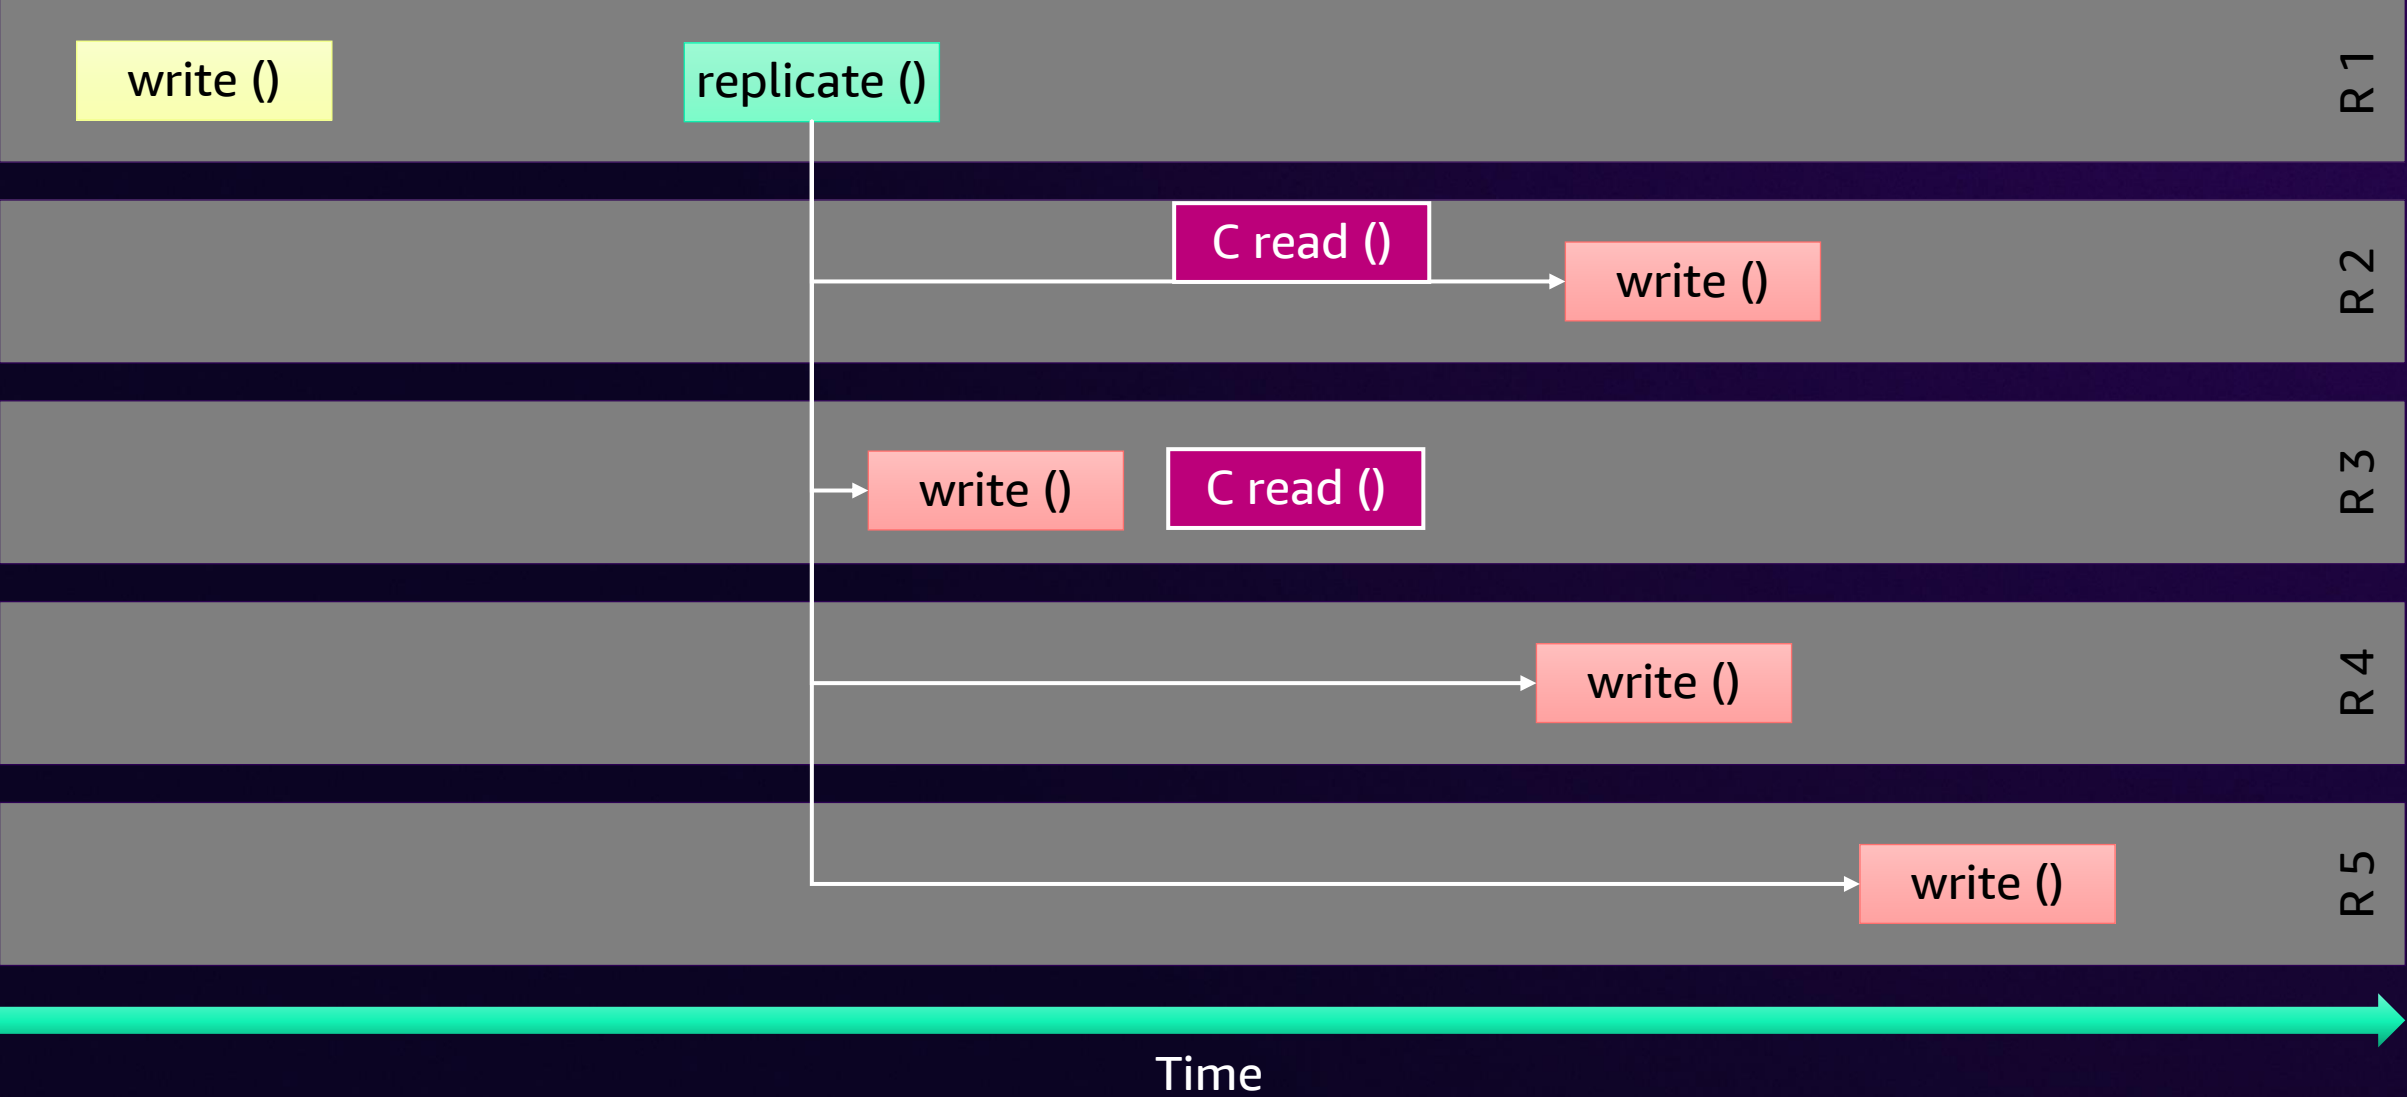 write ()
replicate ()
R 1
C read ()
write ()
R 2
write ()
C read ()
R 3
write ()
R 4
write ()
R 5
Time